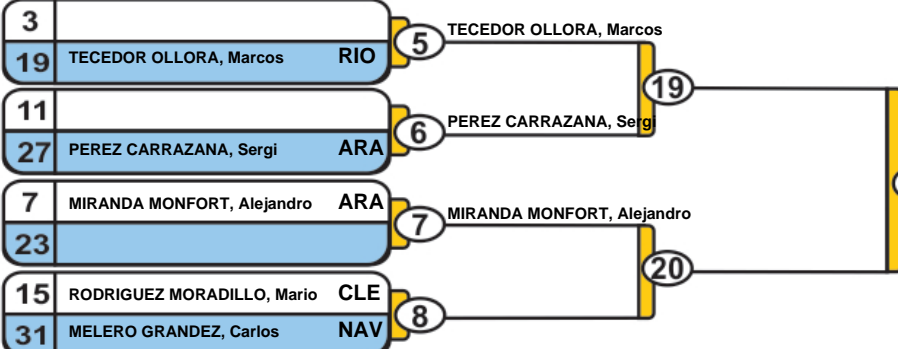 3
19 TECEDOR OLLORA, Marcos RIO
5 TECEDOR OLLORA, Marcos
19
11
27 PEREZ CARRAZANA, Sergi ARA
6 PEREZ CARRAZANA, Sergi
7 MIRANDA MONFORT, Alejandro ARA
23
7 MIRANDA MONFORT, Alejandro
20
15 RODRIGUEZ MORADILLO, Mario CLE
31 MELERO GRANDEZ, Carlos NAV
8